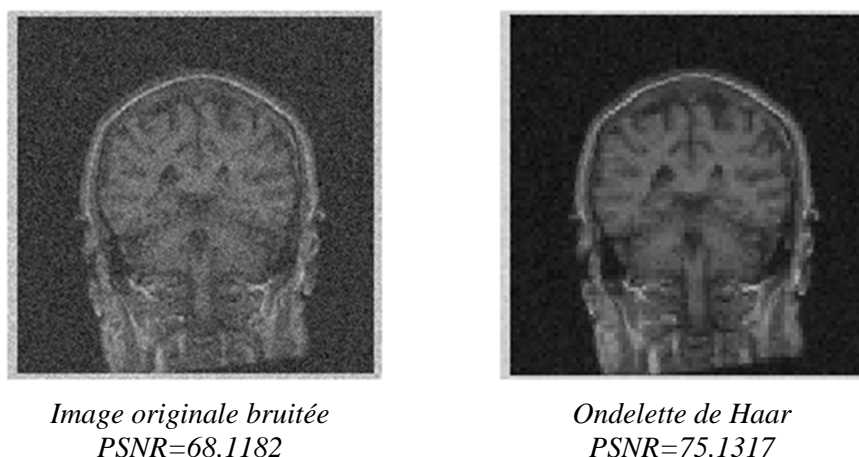 Image originale bruitée
PSNR=68.1182
Ondelette de Haar
PSNR=75.1317